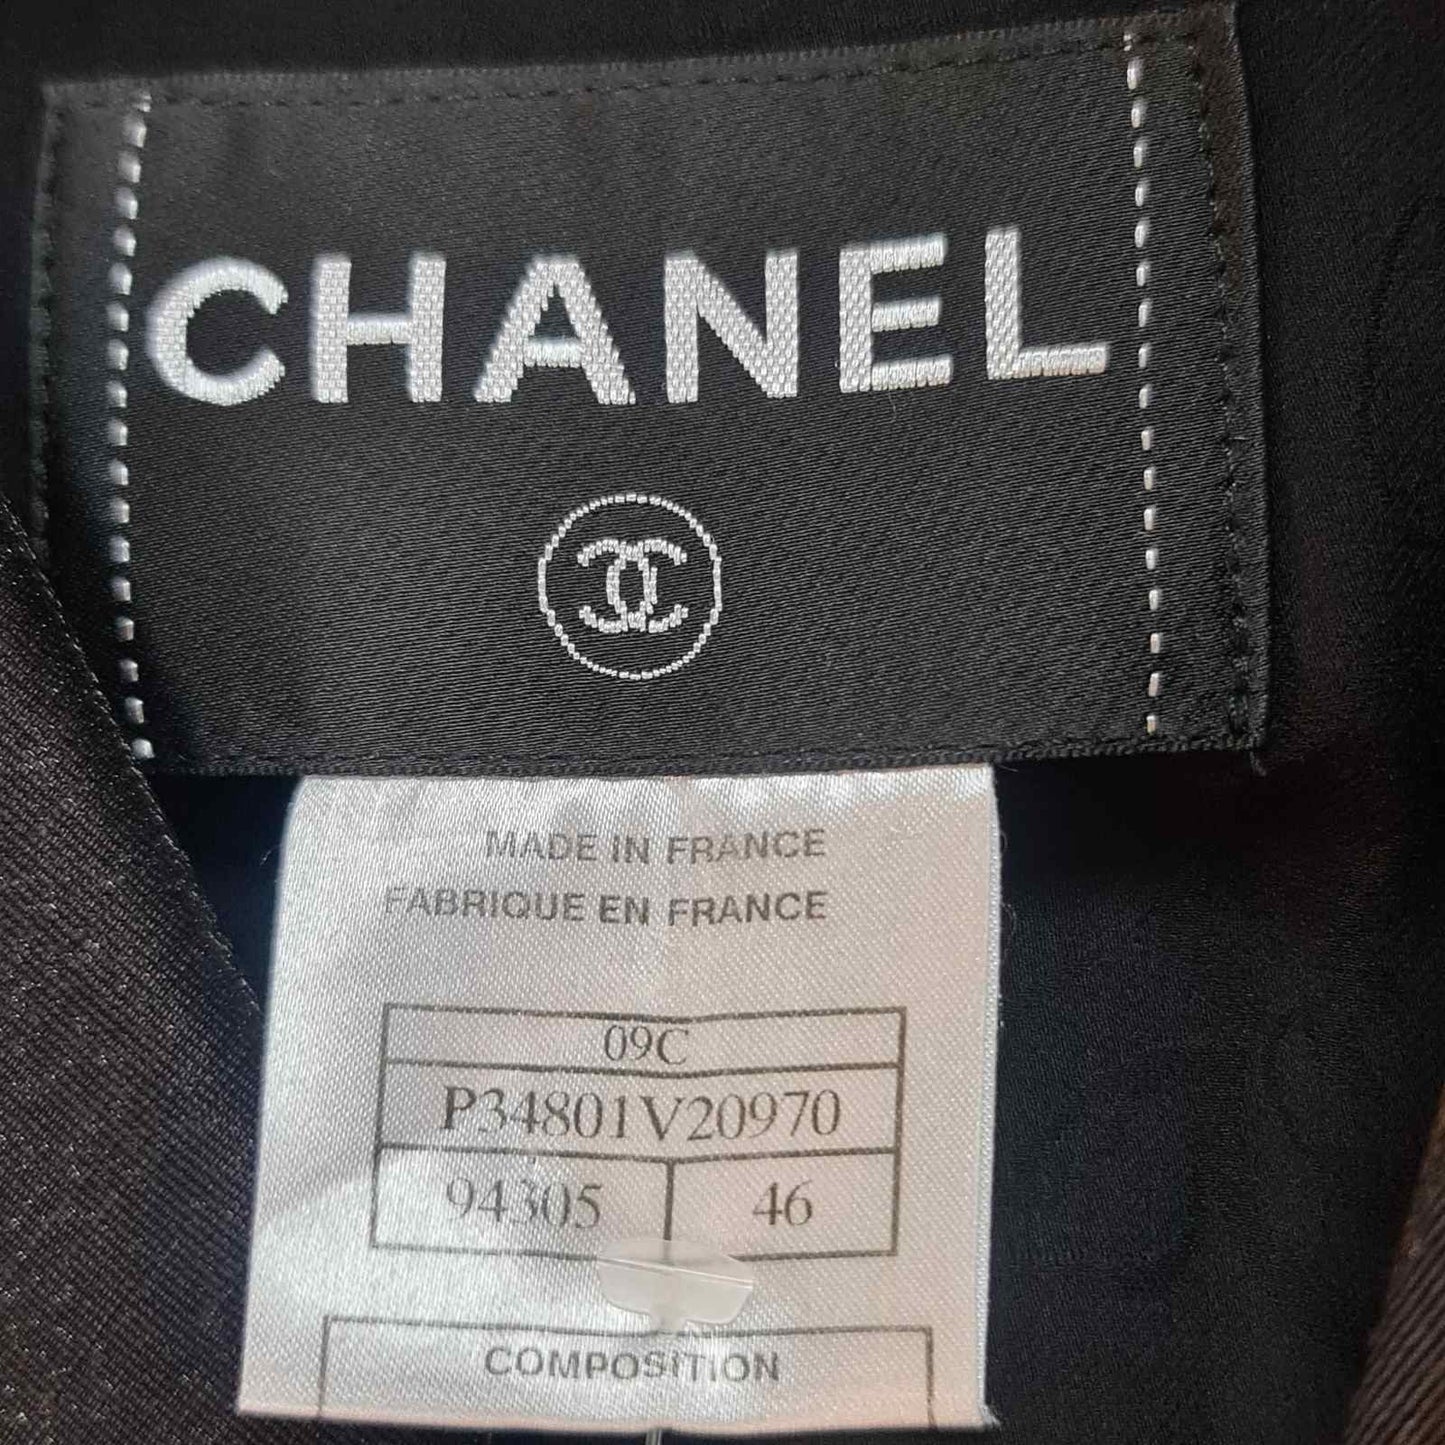 CHANEL
MADE IN FRANCE
FABRIQUE EN FRANCE
09C
P34801V20970
94305 46
COMPOSITION